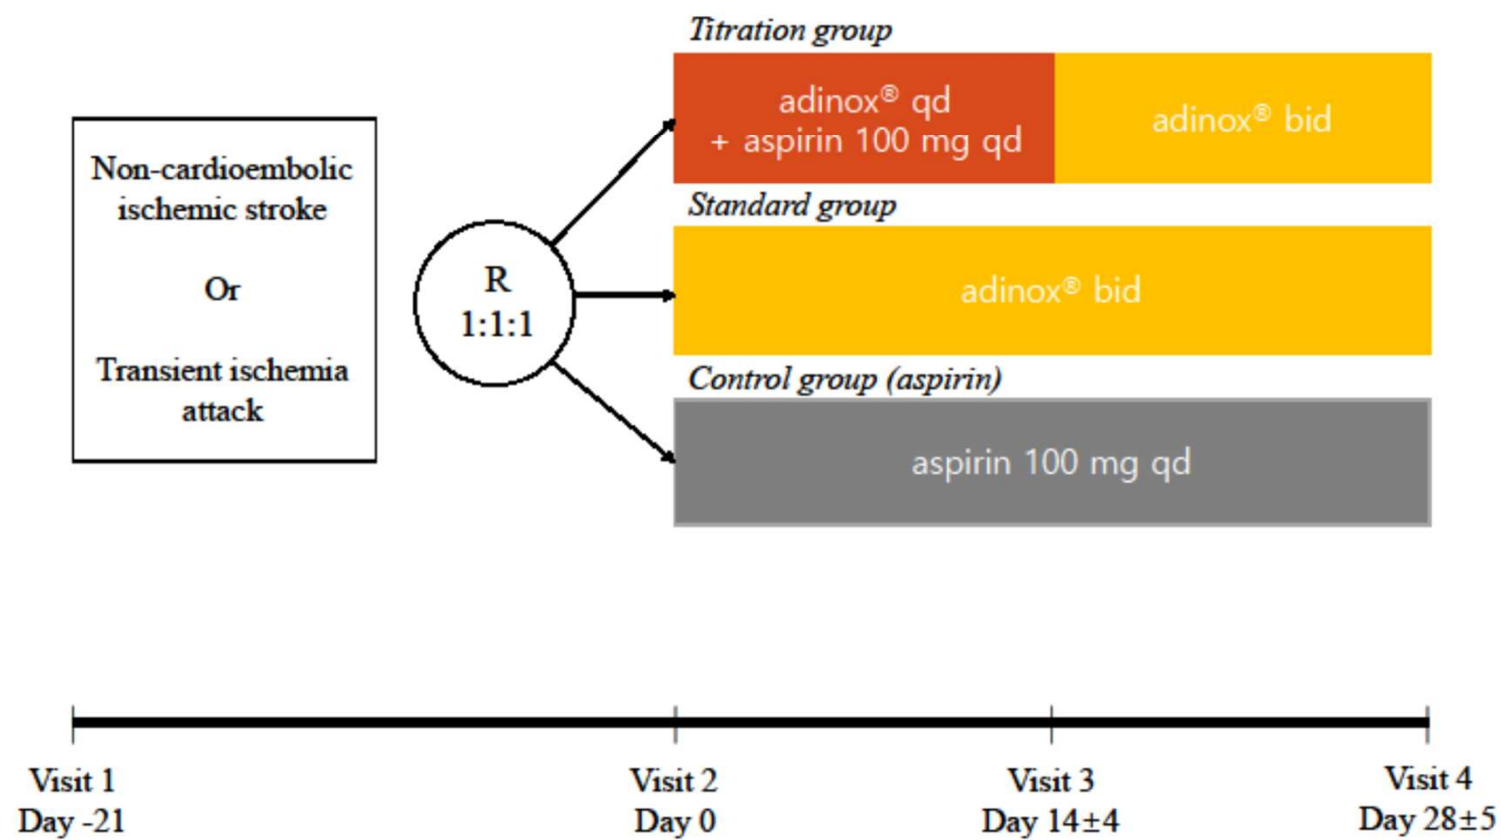 Titration group
adinox® qd
+ aspirin 100 mg qd
adinox® bid
Non-cardioembolic
ischemic stroke
Or
Transient ischemia
attack
R
1:1:1
Standard group
adinox® bid
Control group (aspirin)
aspirin 100 mg qd
Visit 1
Day -21
Visit 2
Day 0
Visit 3
Day 14±4
Visit 4
Day 28±5